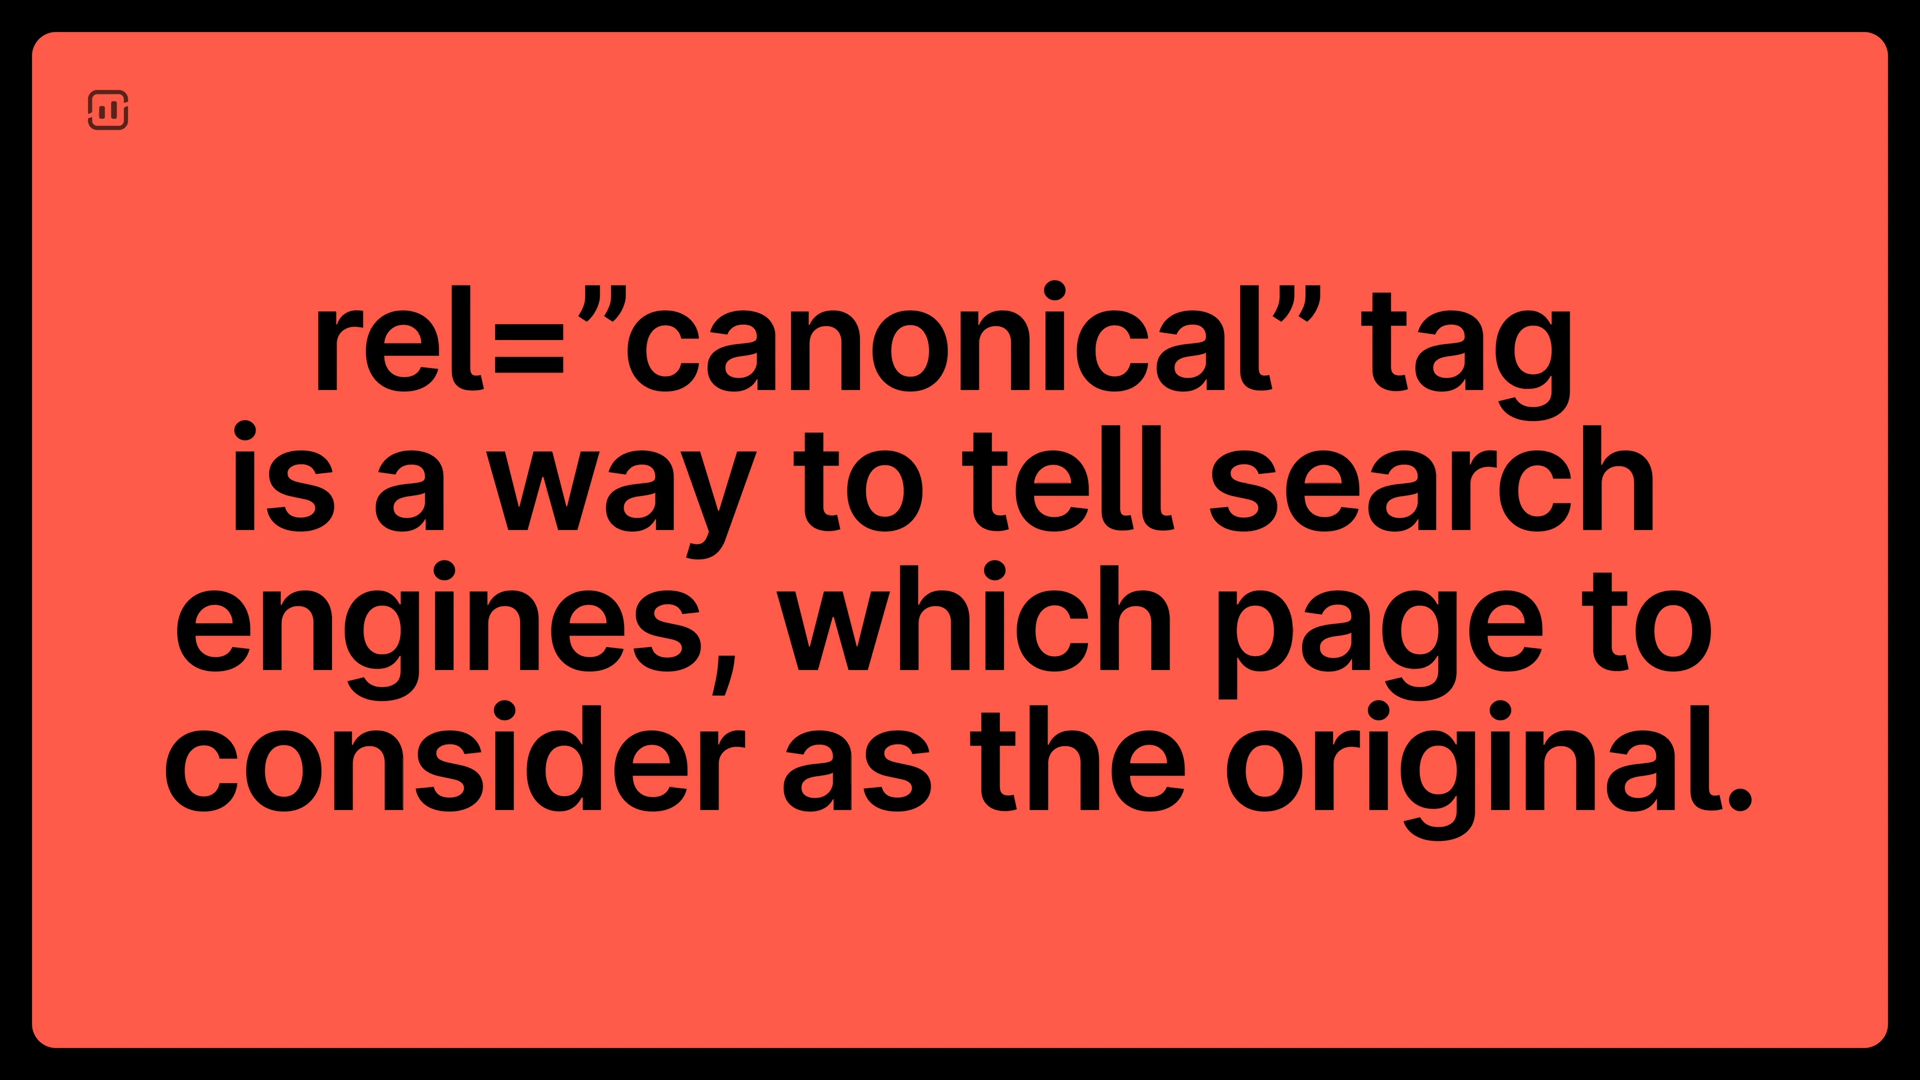 rel=”canonical” tag
is a way to tell search
engines, which page to
consider as the original.